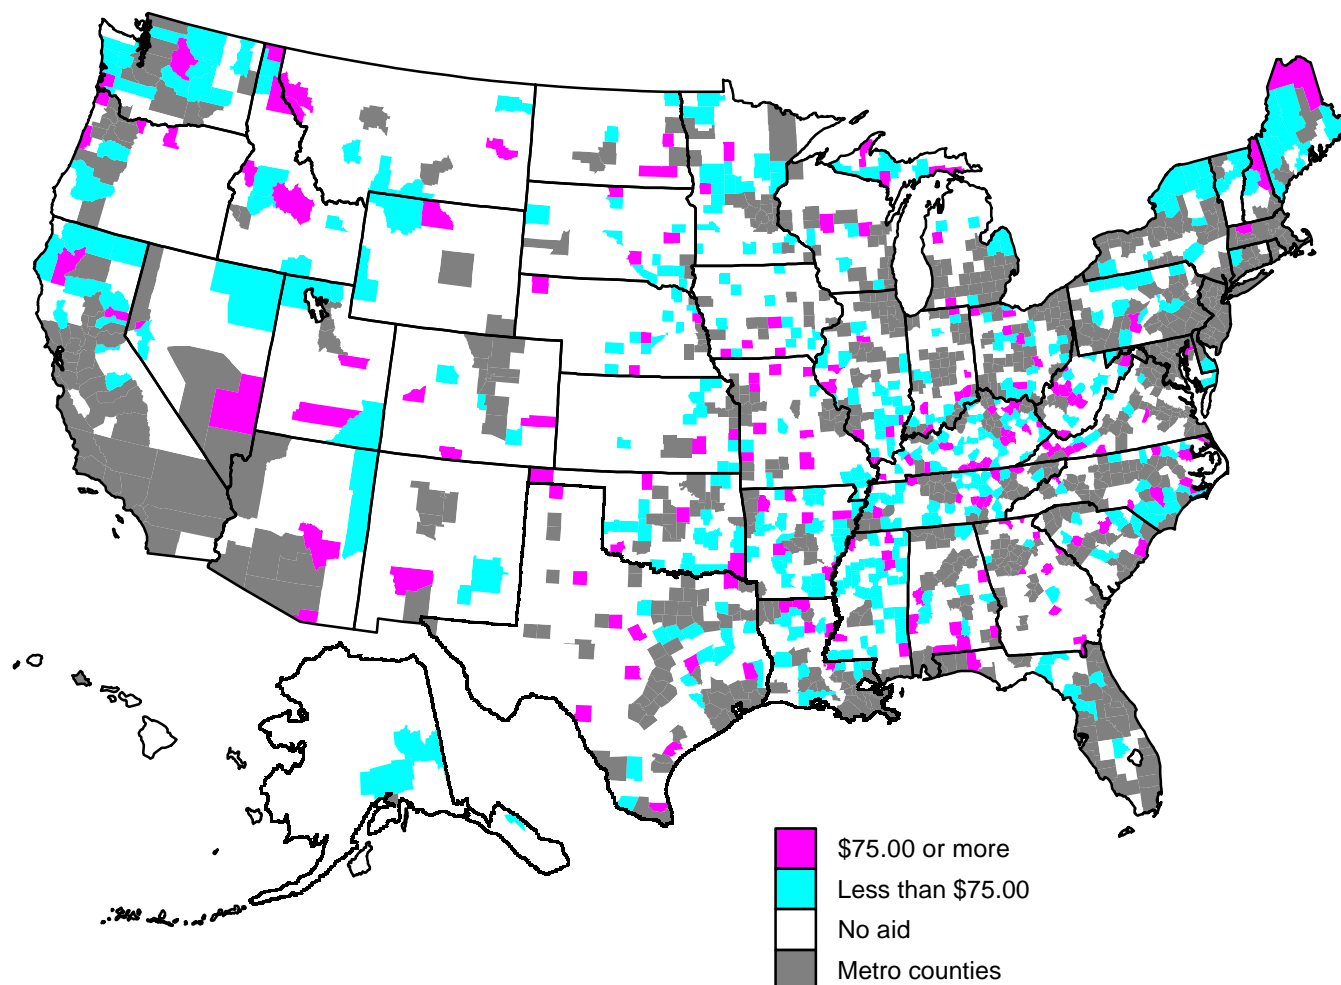 $75.00 or more
Less than $75.00
No aid
Metro counties